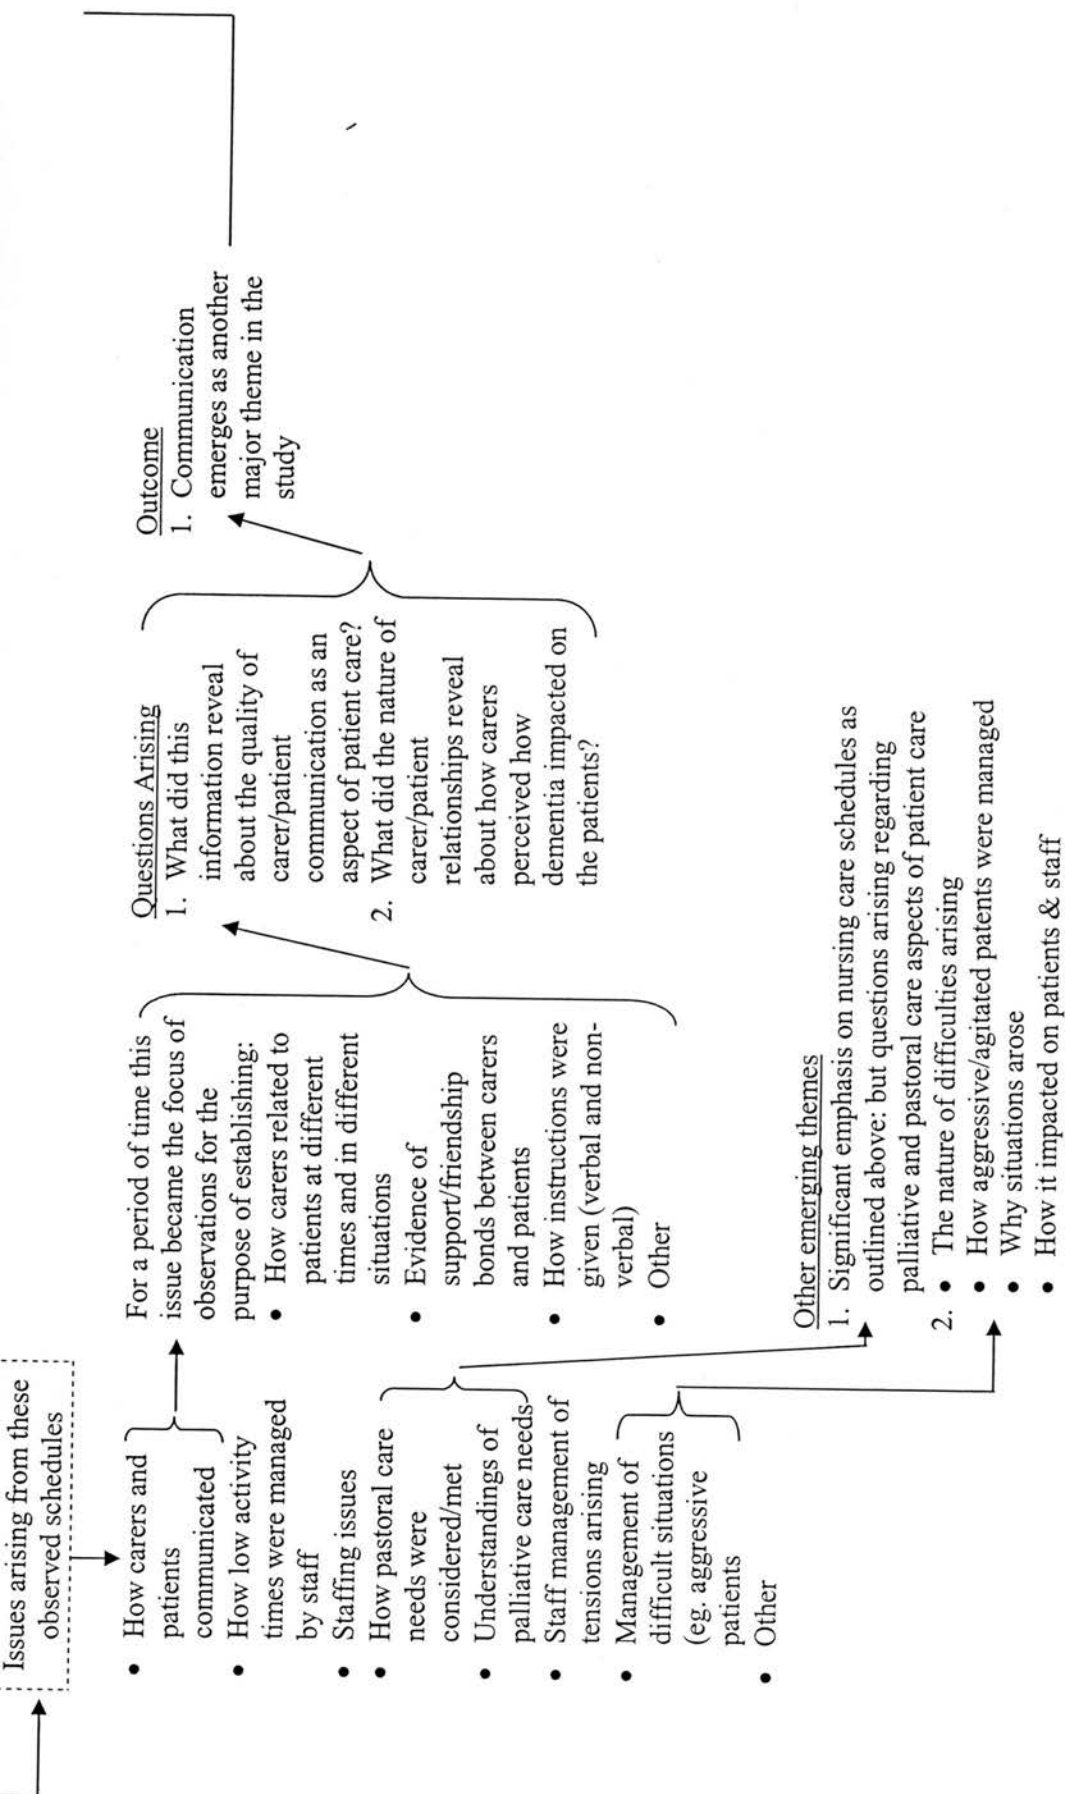 Issues arising from these
observed schedules
• How carers and
patients
communicated
• How low activity
times were managed
by staff
• Staffing issues
• How pastoral care
needs were
considered/met
• Understandings of
palliative care needs
• Staff management of
tensions arising
• Management of
difficult situations
(eg. aggressive
patients
• Other
For a period of time this
issue became the focus of
observations for the
purpose of establishing:
• How carers related to
patients at different
times and in different
situations
• Evidence of
support/friendship
bonds between carers
and patients
• How instructions were
given (verbal and non-
verbal)
• Other
Questions Arising
1. What did this
information reveal
about the quality of
carer/patient
communication as an
aspect of patient care?
2. What did the nature of
carer/patient
relationships reveal
about how carers
perceived how
dementia impacted on
the patients?
Outcome
1. Communication
emerges as another
major theme in the
study
Other emerging themes
1. Significant emphasis on nursing care schedules as
outlined above: but questions arising regarding
palliative and pastoral care aspects of patient care
2. • The nature of difficulties arising
• How aggressive/agitated patents were managed
• Why situations arose
• How it impacted on patients & staff